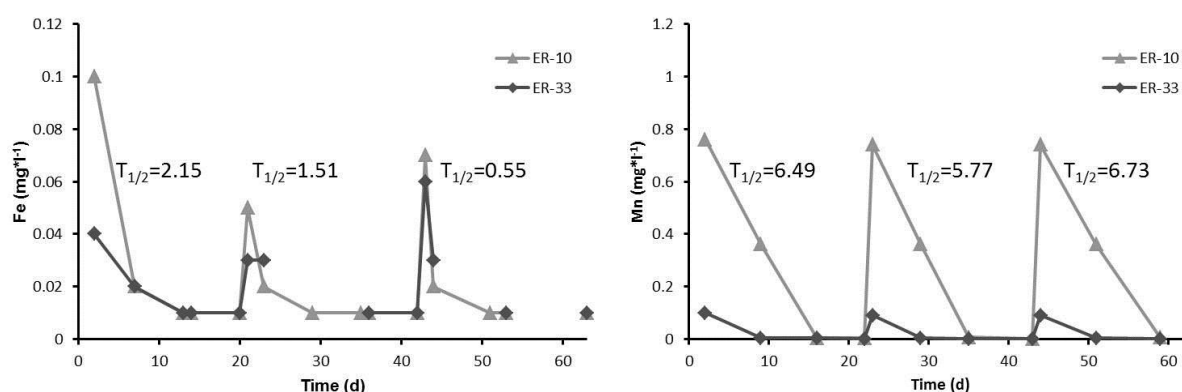 0.12
0.1
0.08
0.06
0.04
0.02
0
Fe (mg*l-1)
ER-10
ER-33
T1/2=2.15
T1/2=1.51
T1/2=0.55
0 10 20 30 40 50 60
Time (d)
1.2
1
0.8
0.6
0.4
0.2
0
Mn (mg*l-1)
ER-10
ER-33
T1/2=6.49
T1/2=5.77
T1/2=6.73
0 10 20 30 40 50 60
Time (d)